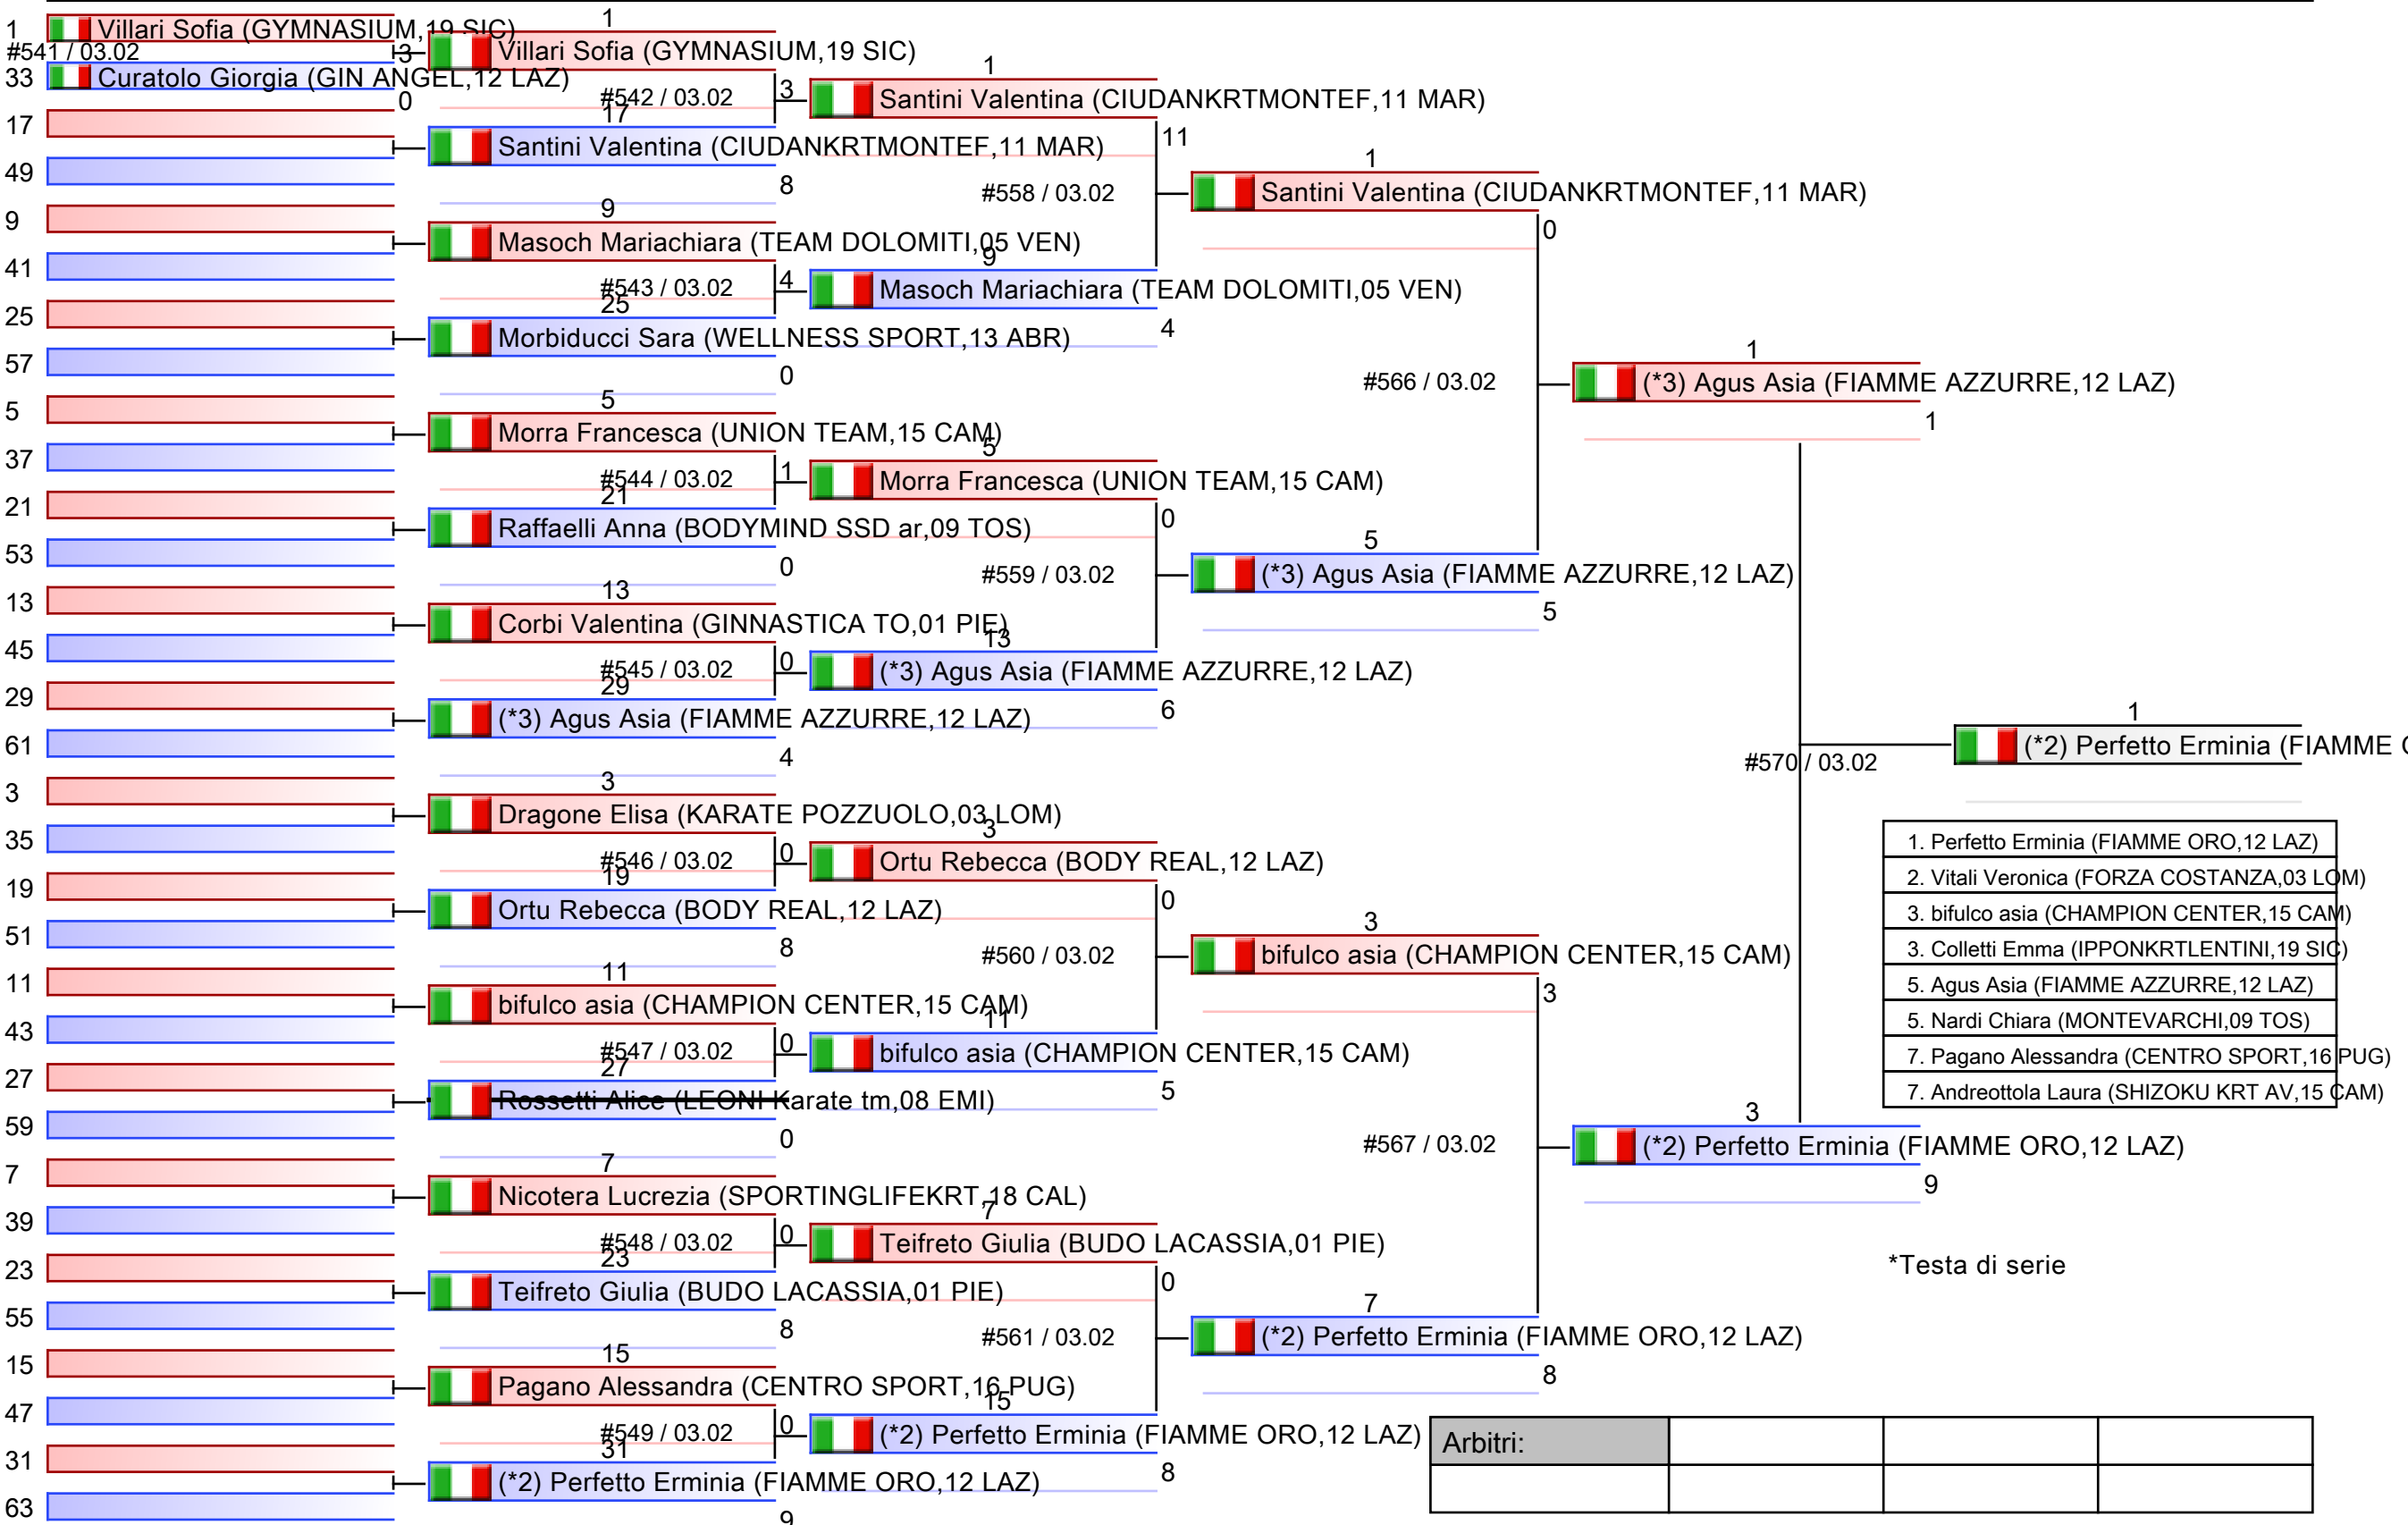 1
Villari Sofia (GYMNASIUM,19 SIC)
#541 / 03.02
3
33
Curatolo Giorgia (GIN ANGEL,12 LAZ)
0
17
49
9
41
25
57
5
37
21
53
13
45
29
61
3
35
19
51
11
43
27
59
7
39
23
55
15
47
31
63
1
Villari Sofia (GYMNASIUM,19 SIC)
3
#542 / 03.02
17
Santini Valentina (CIUDANKRTMONTEF,11 MAR)
8
9
Masoch Mariachiara (TEAM DOLOMITI,05 VEN)
4
#543 / 03.02
25
Morbiducci Sara (WELLNESS SPORT,13 ABR)
0
5
Morra Francesca (UNION TEAM,15 CAM)
1
#544 / 03.02
21
Raffaelli Anna (BODYMIND SSD ar,09 TOS)
0
13
Corbi Valentina (GINNASTICA TO,01 PIE)
0
#545 / 03.02
29
(*3) Agus Asia (FIAMME AZZURRE,12 LAZ)
4
3
Dragone Elisa (KARATE POZZUOLO,03 LOM)
0
#546 / 03.02
19
Ortu Rebecca (BODY REAL,12 LAZ)
8
11
bifulco asia (CHAMPION CENTER,15 CAM)
0
#547 / 03.02
27
Rossetti Alice (LEONI Karate tm,08 EMI)
0
7
Nicotera Lucrezia (SPORTINGLIFEKRT,18 CAL)
0
#548 / 03.02
23
Teifreto Giulia (BUDO LACASSIA,01 PIE)
8
15
Pagano Alessandra (CENTRO SPORT,16 PUG)
0
#549 / 03.02
31
(*2) Perfetto Erminia (FIAMME ORO,12 LAZ)
9
1
Santini Valentina (CIUDANKRTMONTEF,11 MAR)
11
#558 / 03.02
9
Masoch Mariachiara (TEAM DOLOMITI,05 VEN)
4
5
Morra Francesca (UNION TEAM,15 CAM)
0
#559 / 03.02
13
(*3) Agus Asia (FIAMME AZZURRE,12 LAZ)
6
3
Ortu Rebecca (BODY REAL,12 LAZ)
0
#560 / 03.02
11
bifulco asia (CHAMPION CENTER,15 CAM)
5
7
Teifreto Giulia (BUDO LACASSIA,01 PIE)
0
#561 / 03.02
15
(*2) Perfetto Erminia (FIAMME ORO,12 LAZ)
8
1
Santini Valentina (CIUDANKRTMONTEF,11 MAR)
0
#566 / 03.02
5
(*3) Agus Asia (FIAMME AZZURRE,12 LAZ)
5
3
bifulco asia (CHAMPION CENTER,15 CAM)
3
#567 / 03.02
7
(*2) Perfetto Erminia (FIAMME ORO,12 LAZ)
8
1
(*3) Agus Asia (FIAMME AZZURRE,12 LAZ)
1
#570 / 03.02
3
(*2) Perfetto Erminia (FIAMME ORO,12 LAZ)
9
1
(*2) Perfetto Erminia (FIAMME
1. Perfetto Erminia (FIAMME ORO,12 LAZ)
2. Vitali Veronica (FORZA COSTANZA,03 LOM)
3. bifulco asia (CHAMPION CENTER,15 CAM)
3. Colletti Emma (IPPONKRTLENTINI,19 SIC)
5. Agus Asia (FIAMME AZZURRE,12 LAZ)
5. Nardi Chiara (MONTEVARCHI,09 TOS)
7. Pagano Alessandra (CENTRO SPORT,16 PUG)
7. Andreottola Laura (SHIZOKU KRT AV,15 CAM)
*Testa di serie
Arbitri: